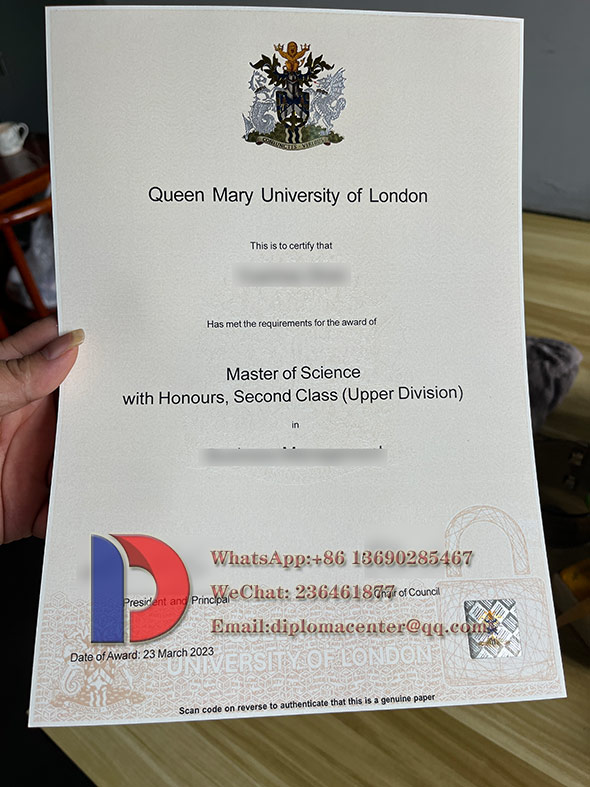 Queen Mary University of London
This is to certify that
Has met the requirements for the award of
Master of Science
with Honours, Second Class (Upper Division)
in
WhatsApp:+86 13690285467
WeChat: 236461877
President and Principal
Chair of Council
Email:diplomacenter@qq.com
Date of Award: 23 March 2023
UNIVERSITY OF LONDON
Scan code on reverse to authenticate that this is a genuine paper